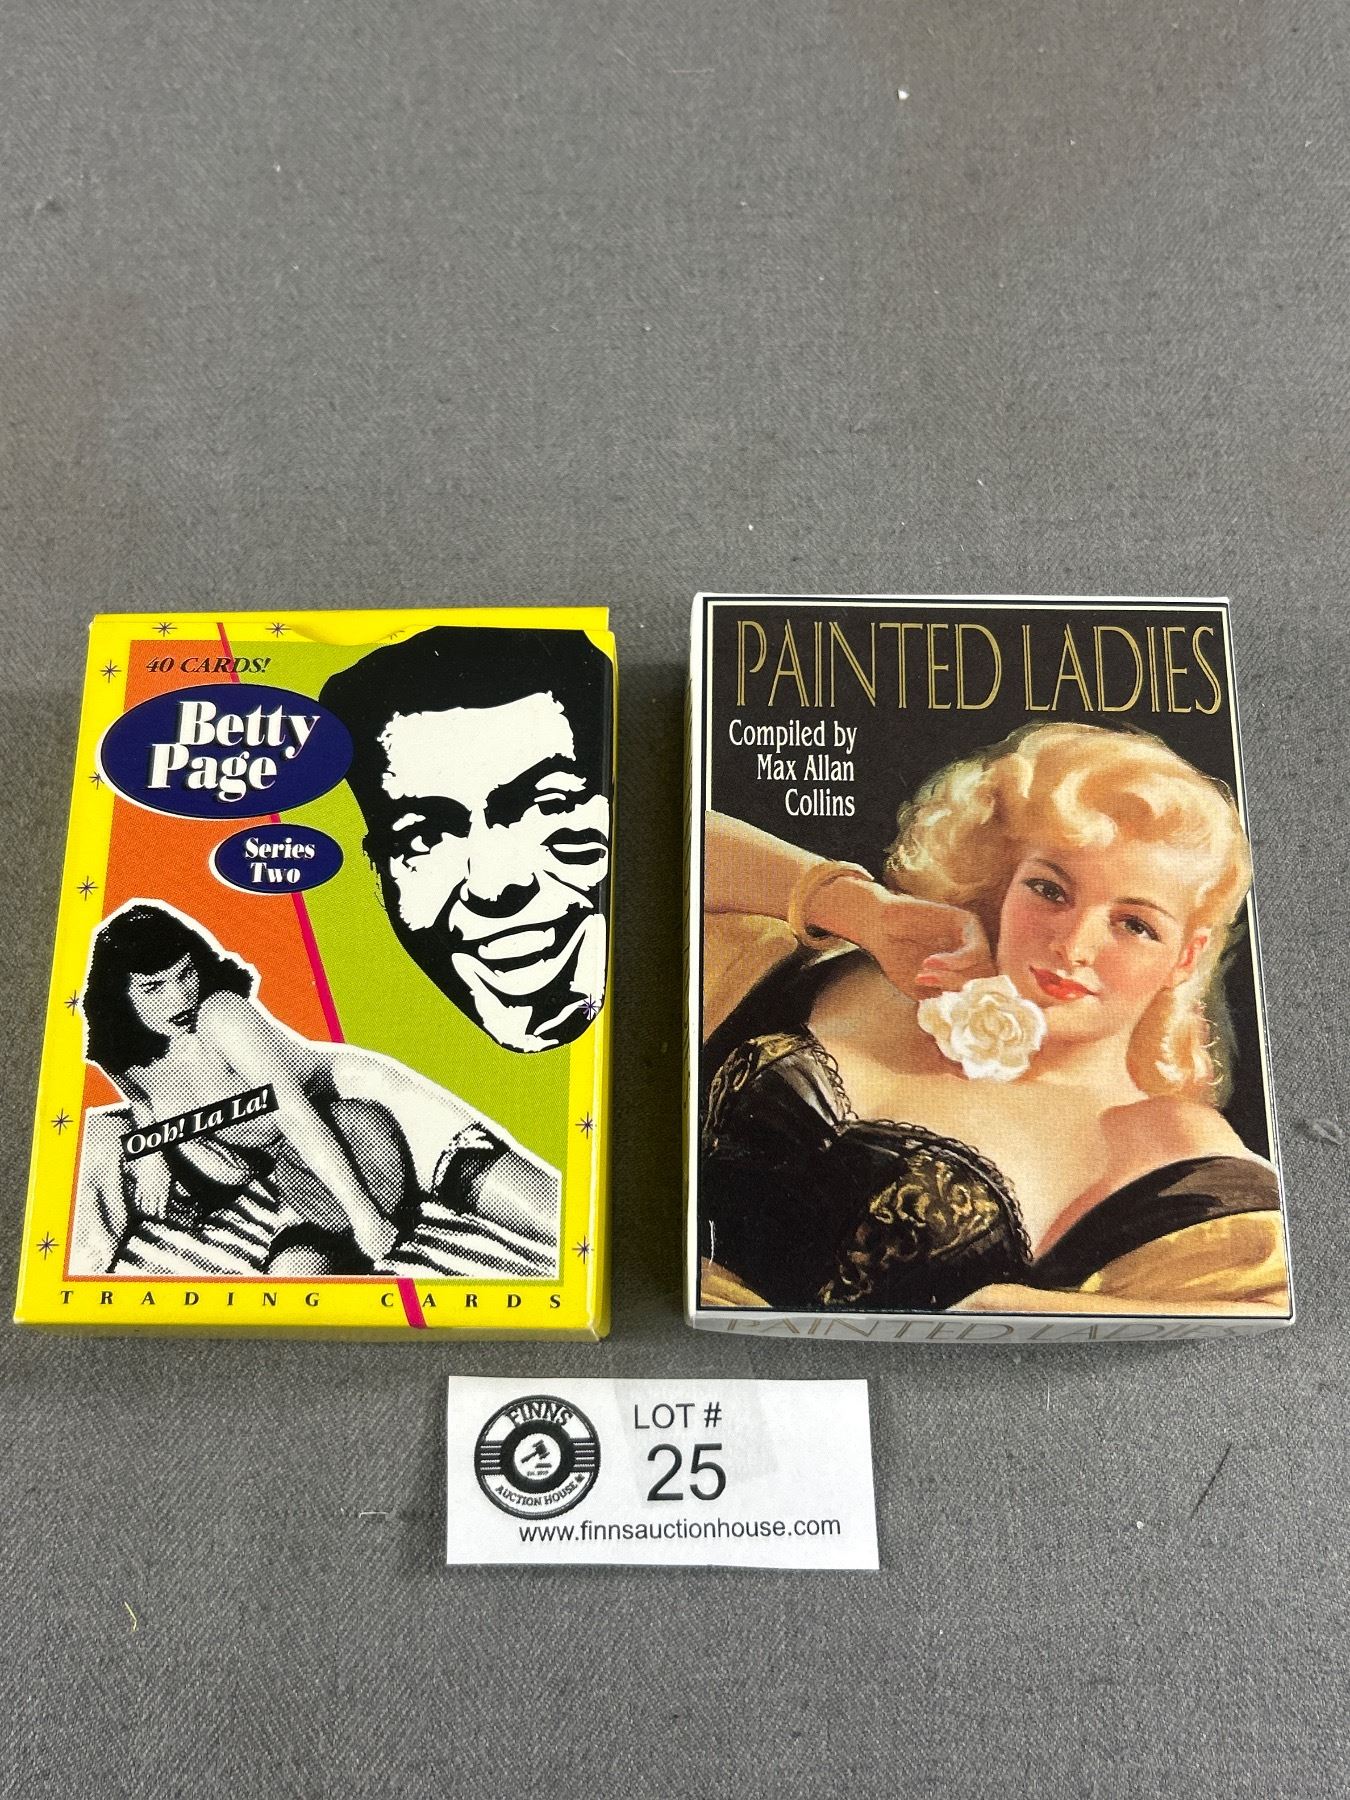 40 CARDS!
Betty
Page
Series
Two
Ooh! La La!
TRADING CARDS
PAINTED LADIES
Compiled by
Max Allan
Collins
PAINTED LADIES
FINNS
AUCTION HOUSE
LOT #
25
www.finnsauctionhouse.com